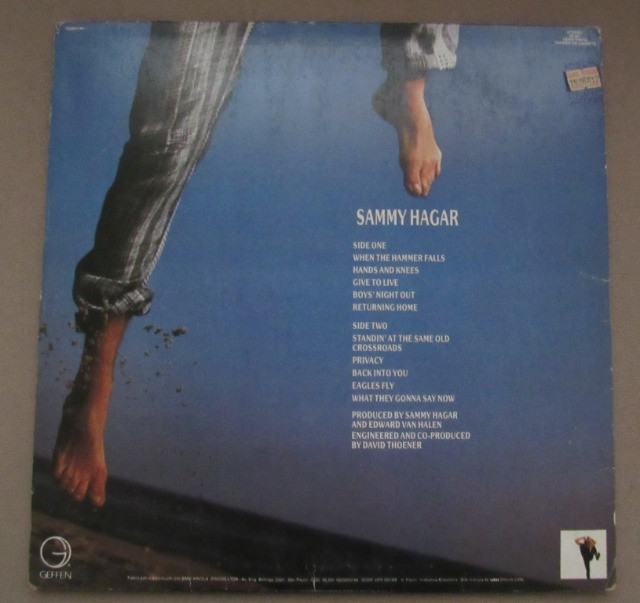 SAMMY HAGAR
SIDE ONE
WHEN THE HAMMER FALLS
HANDS AND KNEES
GIVE TO LIVE
BOYS' NIGHT OUT
RETURNING HOME
SIDE TWO
STANDIN' AT THE SAME OLD
CROSSROADS
PRIVACY
BACK INTO YOU
EAGLES FLY
WHAT THEY GONNA SAY NOW
PRODUCED BY SAMMY HAGAR
AND EDWARD VAN HALEN
ENGINEERED AND CO-PRODUCED
BY DAVID THOENER
GEFFEN